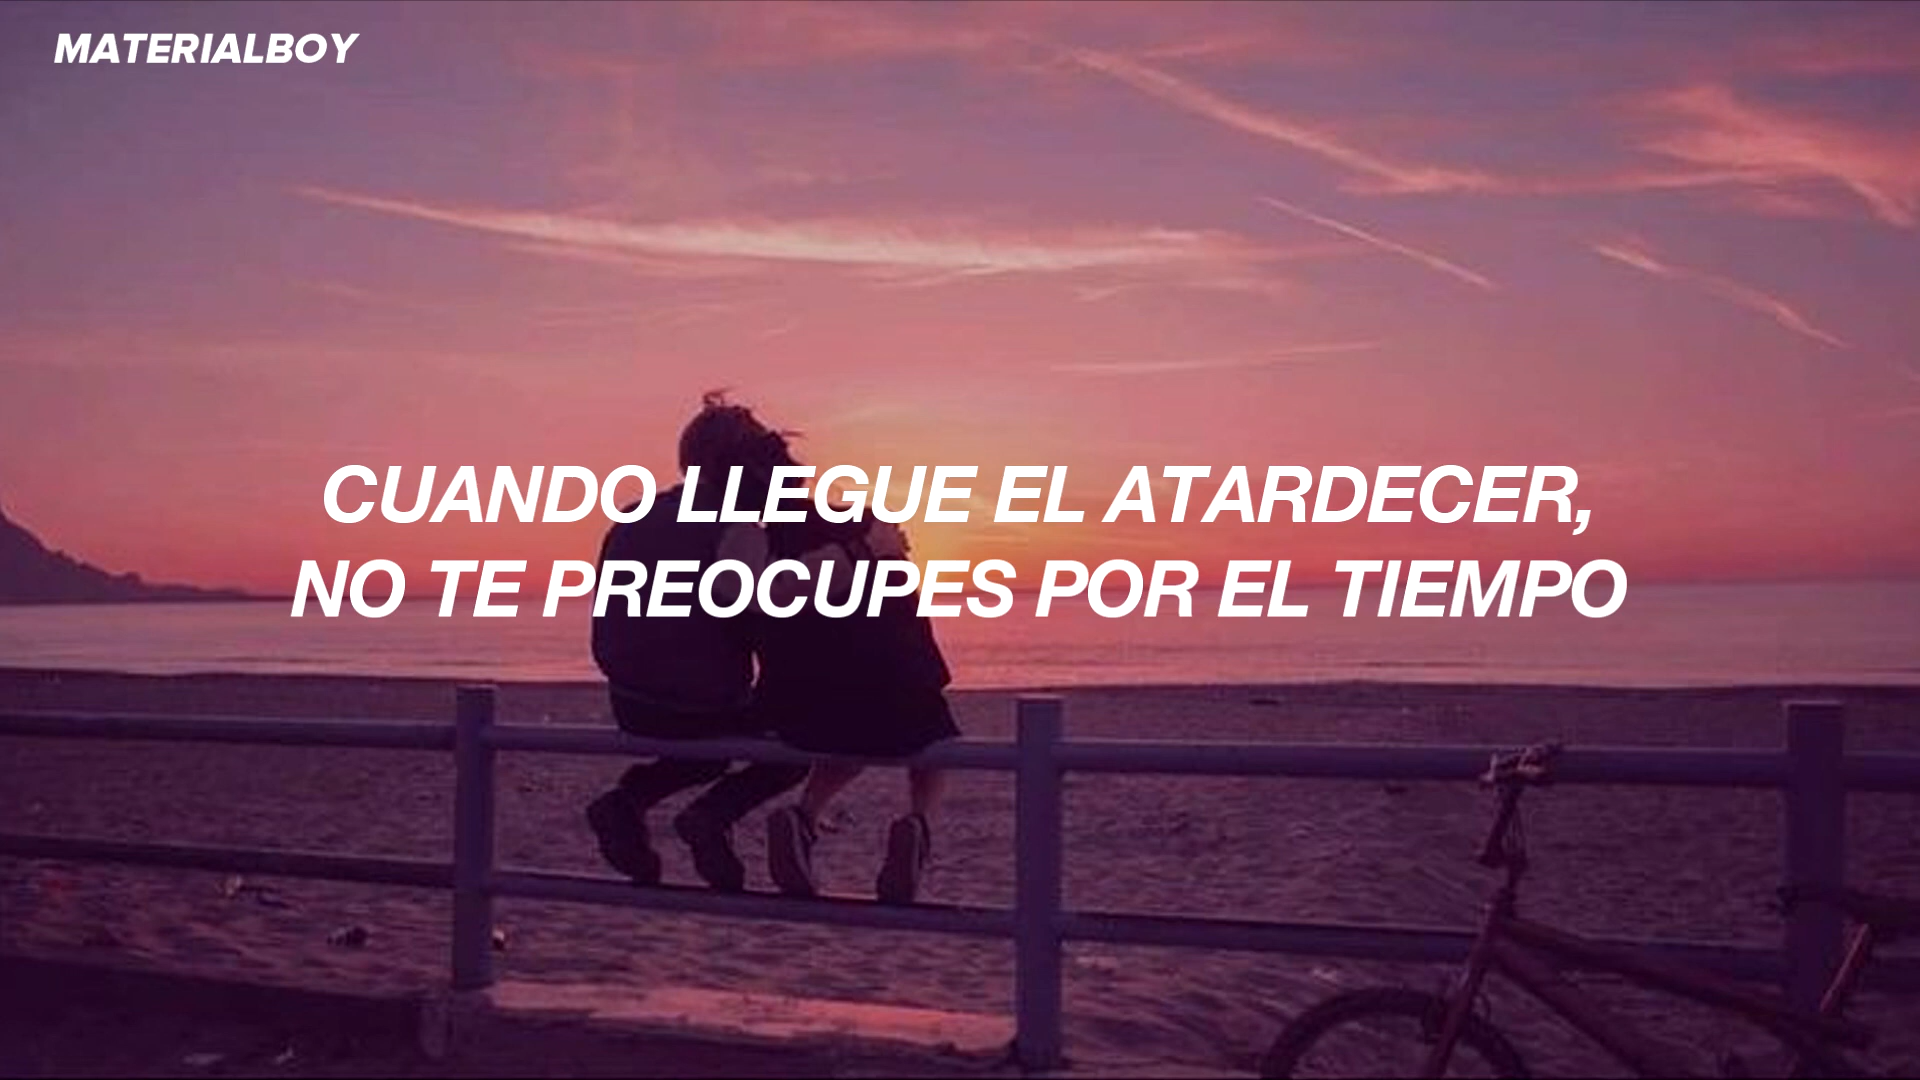 MATERIALBOY
CUANDO LLEGUE EL ATARDECER,
NO TE PREOCUPES POR EL TIEMPO